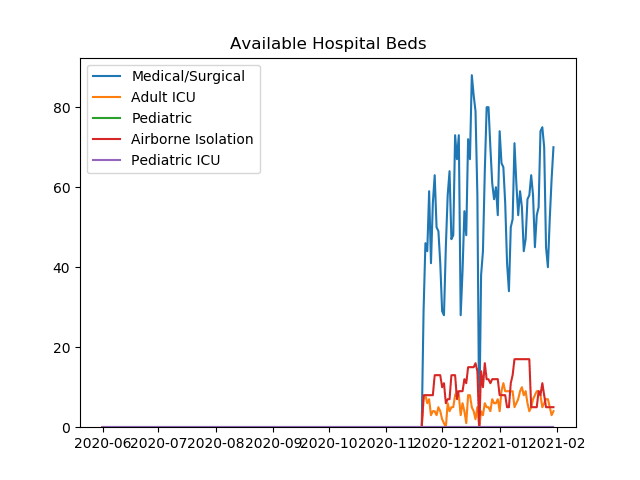 Available Hospital Beds
Medical/Surgical
Adult ICU
Pediatric
Airborne Isolation
Pediatric ICU
80
60
40
20
0
2020-06 2020-07 2020-08 2020-09 2020-10 2020-11 2020-12 2021-01 2021-02